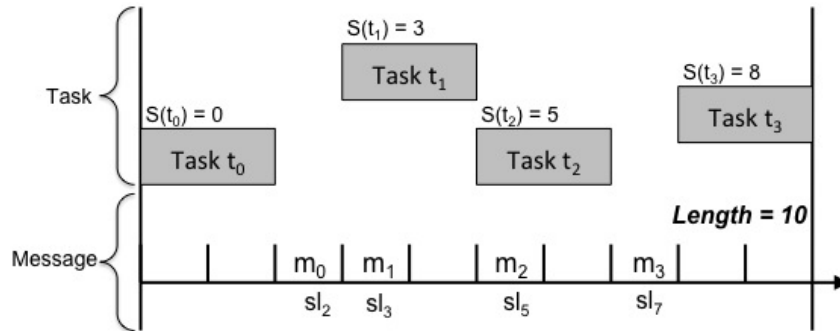 S(t₁) = 3
Task t₁
S(t₃) = 8
Task t₃
Task
S(t₀) = 0
Task t₀
S(t₂) = 5
Task t₂
Length = 10
Message
m₀ m₁ m₂ m₃
sl₂ sl₃ sl₅ sl₇